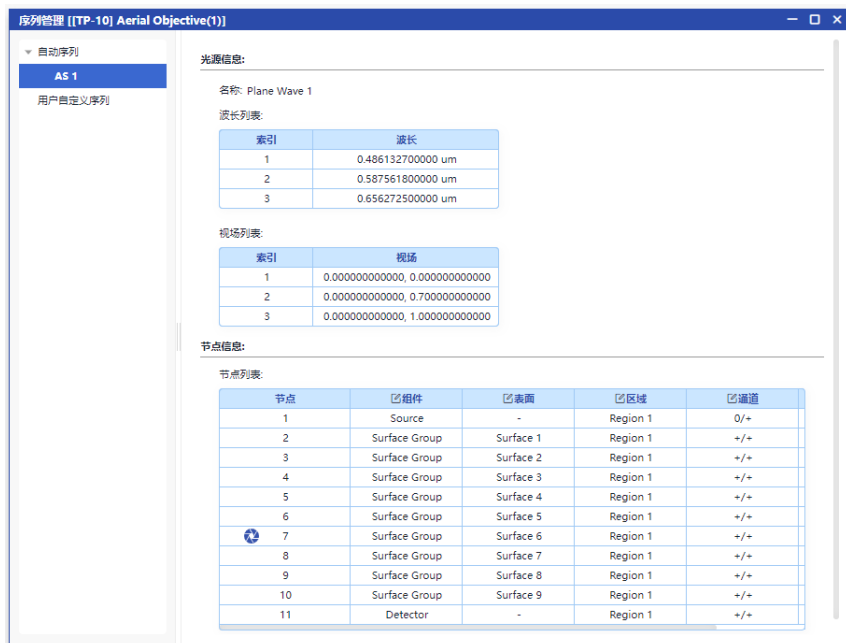 序列管理 [[TP-10] Aerial Objective(1)]
自动序列
AS 1
用户自定义序列
光源信息:
名称: Plane Wave 1
波长列表:
索引 波长
1 0.486132700000 um
2 0.587561800000 um
3 0.656272500000 um
视场列表:
索引 视场
1 0.000000000000, 0.000000000000
2 0.000000000000, 0.700000000000
3 0.000000000000, 1.000000000000
节点信息:
节点列表:
节点 组件 表面 区域 通道
1 Source - Region 1 0/+
2 Surface Group Surface 1 Region 1 +/+
3 Surface Group Surface 2 Region 1 +/+
4 Surface Group Surface 3 Region 1 +/+
5 Surface Group Surface 4 Region 1 +/+
6 Surface Group Surface 5 Region 1 +/+
7 Surface Group Surface 6 Region 1 +/+
8 Surface Group Surface 7 Region 1 +/+
9 Surface Group Surface 8 Region 1 +/+
10 Surface Group Surface 9 Region 1 +/+
11 Detector - Region 1 +/+